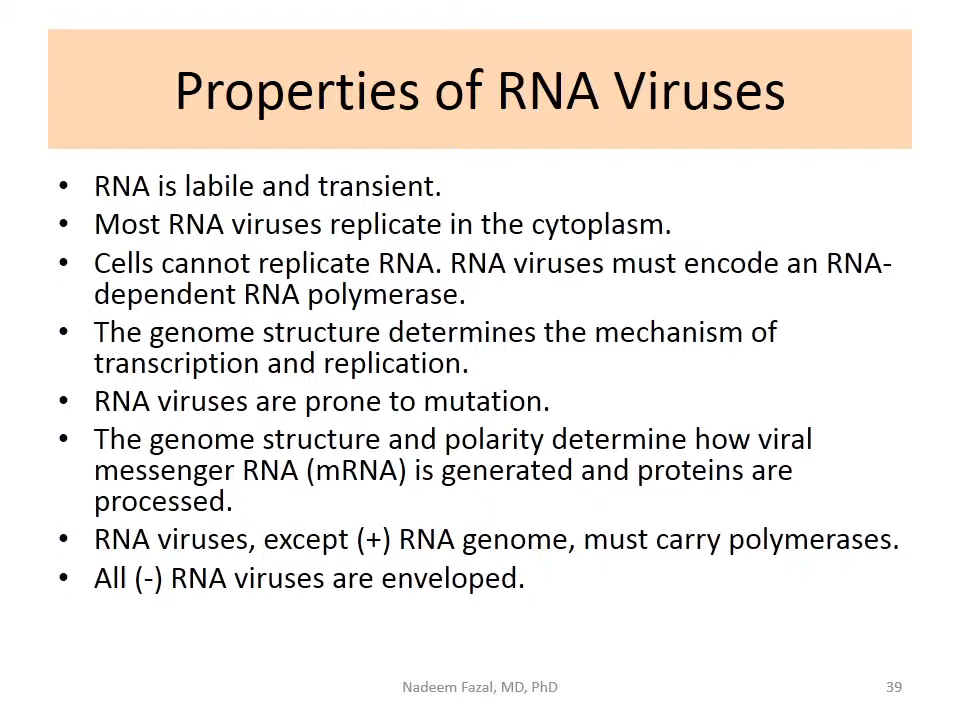 Properties of RNA Viruses
• RNA is labile and transient.
• Most RNA viruses replicate in the cytoplasm.
• Cells cannot replicate RNA. RNA viruses must encode an RNA-
dependent RNA polymerase.
• The genome structure determines the mechanism of
transcription and replication.
• RNA viruses are prone to mutation.
• The genome structure and polarity determine how viral
messenger RNA (mRNA) is generated and proteins are
processed.
• RNA viruses, except (+) RNA genome, must carry polymerases.
• All (-) RNA viruses are enveloped.
Nadeem Fazal, MD, PhD
39